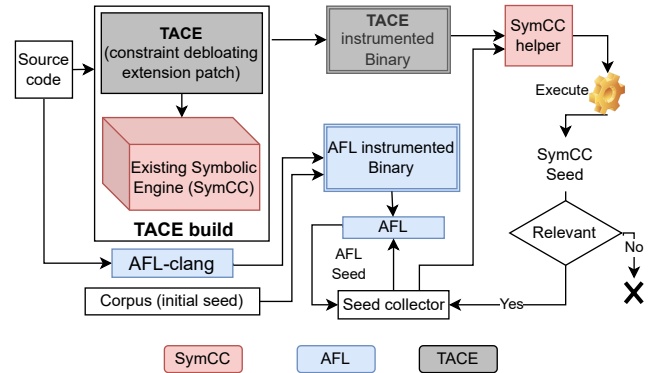 Source
code
TACE
(constraint debloating
extension patch)
Existing Symbolic
Engine (SymCC)
TACE build
TACE
instrumented
Binary
SymCC
helper
Execute
SymCC
Seed
Relevant
No
Yes
AFL instrumented
Binary
AFL
AFL
Seed
Seed collector
AFL-clang
Corpus (initial seed)
SymCC
AFL
TACE